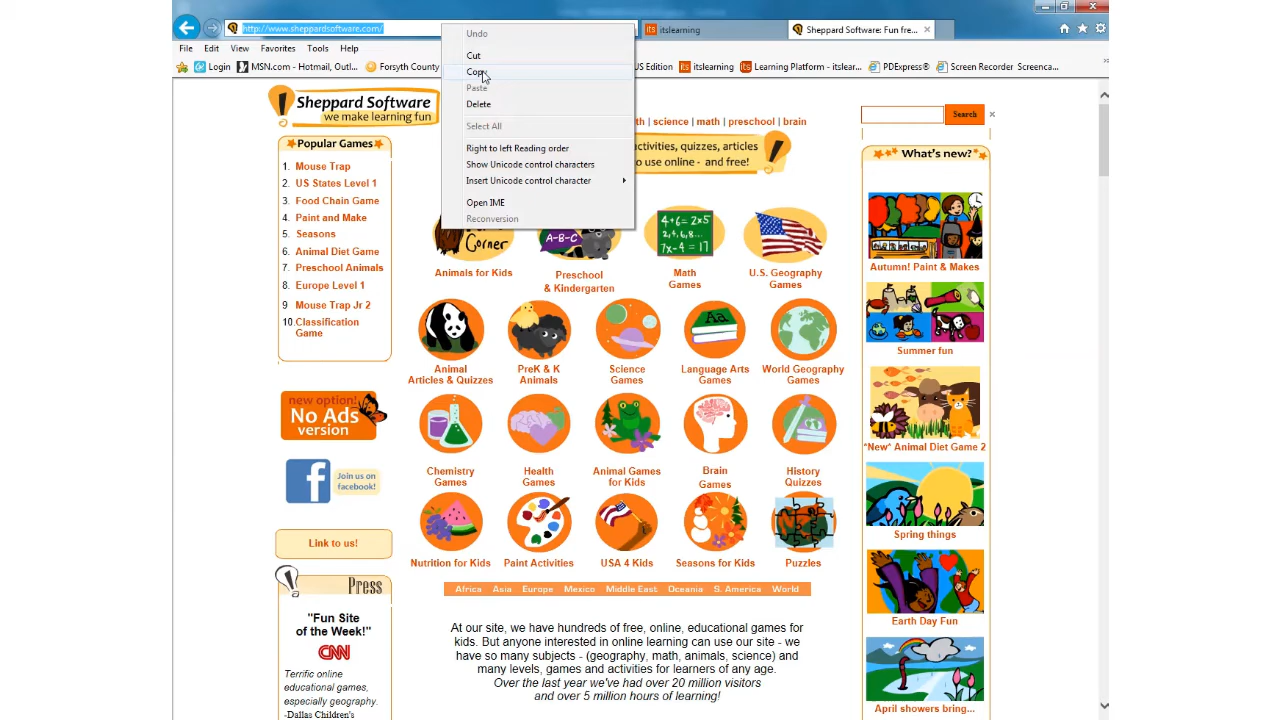 http://www.sheppardsoftware.com/
itslearning
Sheppard Software: Fun fre...
File Edit View Favorites Tools Help
Login
MSN.com - Hotmail, Outl...
Forsyth County
US Edition
itslearning
Learning Platform - itslear...
PDExpress®
Screen Recorder Screenca...
Undo
Cut
Copy
Paste
Delete
Select All
Right to left Reading order
Show Unicode control characters
Insert Unicode control character
Open IME
Reconversion
Sheppard Software
we make learning fun
| science | math | preschool | brain
activities, quizzes, articles
to use online - and free!
Search
Popular Games
1. Mouse Trap
2. US States Level 1
3. Food Chain Game
4. Paint and Make
5. Seasons
6. Animal Diet Game
7. Preschool Animals
8. Europe Level 1
9 Mouse Trap Jr 2
10. Classification
Game
new option!
No Ads
version
Join us on
facebook!
Link to us!
Press
"Fun Site
of the Week!"
CNN
Terrific online
educational games,
especially geography.
-Dallas Children's
Corner
A-B-C
4+6= 2x5
2,4,6,8,...
7x-4=17
Animals for Kids
Preschool
& Kindergarten
Math
Games
U.S. Geography
Games
Aa
Animal
Articles & Quizzes
PreK & K
Animals
Science
Games
Language Arts
Games
World Geography
Games
Chemistry
Games
Health
Games
Animal Games
for Kids
Brain
Games
History
Quizzes
Nutrition for Kids
Paint Activities
USA 4 Kids
Seasons for Kids
Puzzles
Africa Asia Europe Mexico Middle East Oceania S. America World
At our site, we have hundreds of free, online, educational games for
kids. But anyone interested in online learning can use our site - we
have so many subjects - (geography, math, animals, science) and
many levels, games and activities for learners of any age.
Over the last year we've had over 20 million visitors
and over 5 million hours of learning!
What's new?
Autumn! Paint & Makes
Summer fun
*New* Animal Diet Game 2
Spring things
Earth Day Fun
April showers bring...